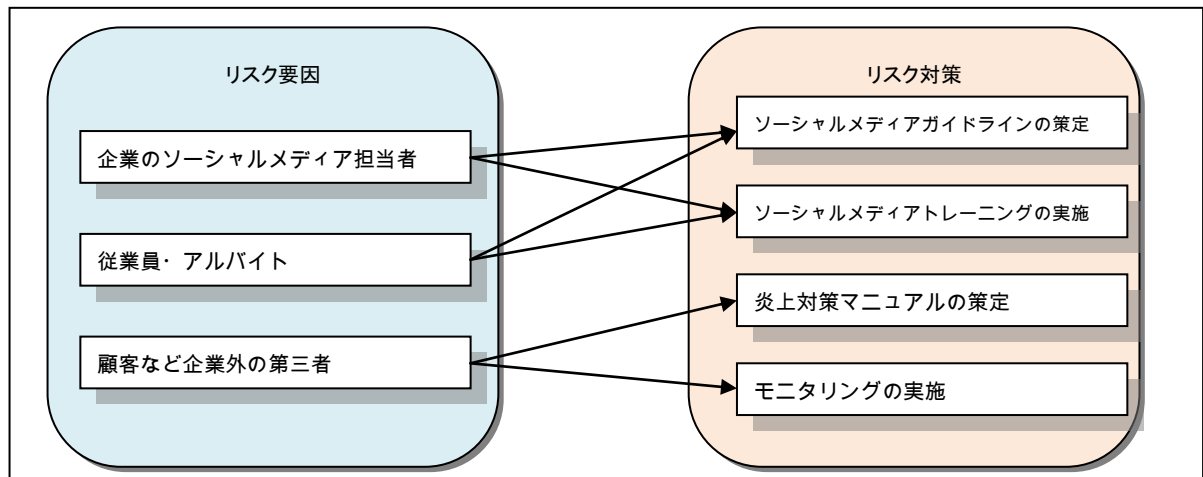 リスク要因
企業のソーシャルメディア担当者
従業員・アルバイト
顧客など企業外の第三者
リスク対策
ソーシャルメディアガイドラインの策定
ソーシャルメディアトレーニングの実施
炎上対策マニュアルの策定
モニタリングの実施